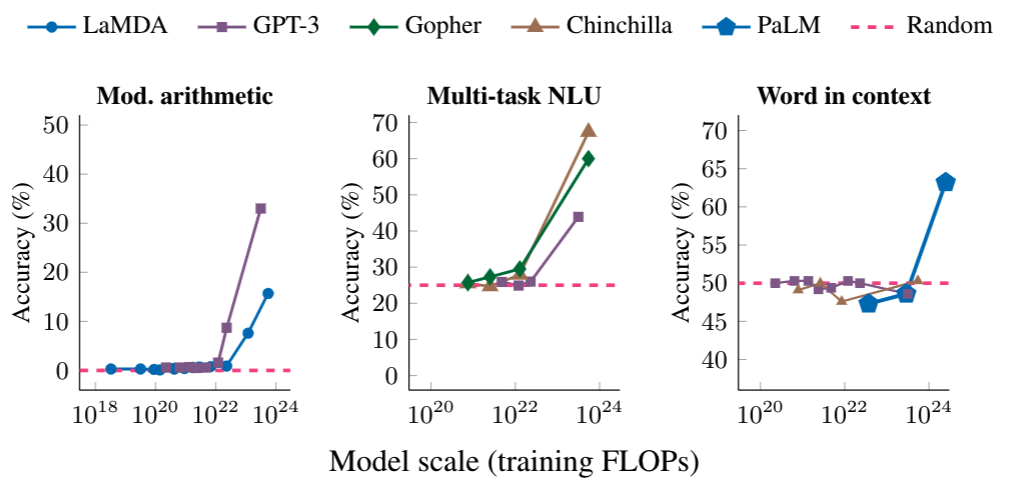 LaMDA GPT-3 Gopher Chinchilla PaLM Random
Mod. arithmetic
Accuracy (%)
50
40
30
20
10
0
10^18 10^20 10^22 10^24
Multi-task NLU
Accuracy (%)
70
60
50
40
30
20
10
0
10^20 10^22 10^24
Word in context
Accuracy (%)
70
65
60
55
50
45
40
10^20 10^22 10^24
Model scale (training FLOPs)